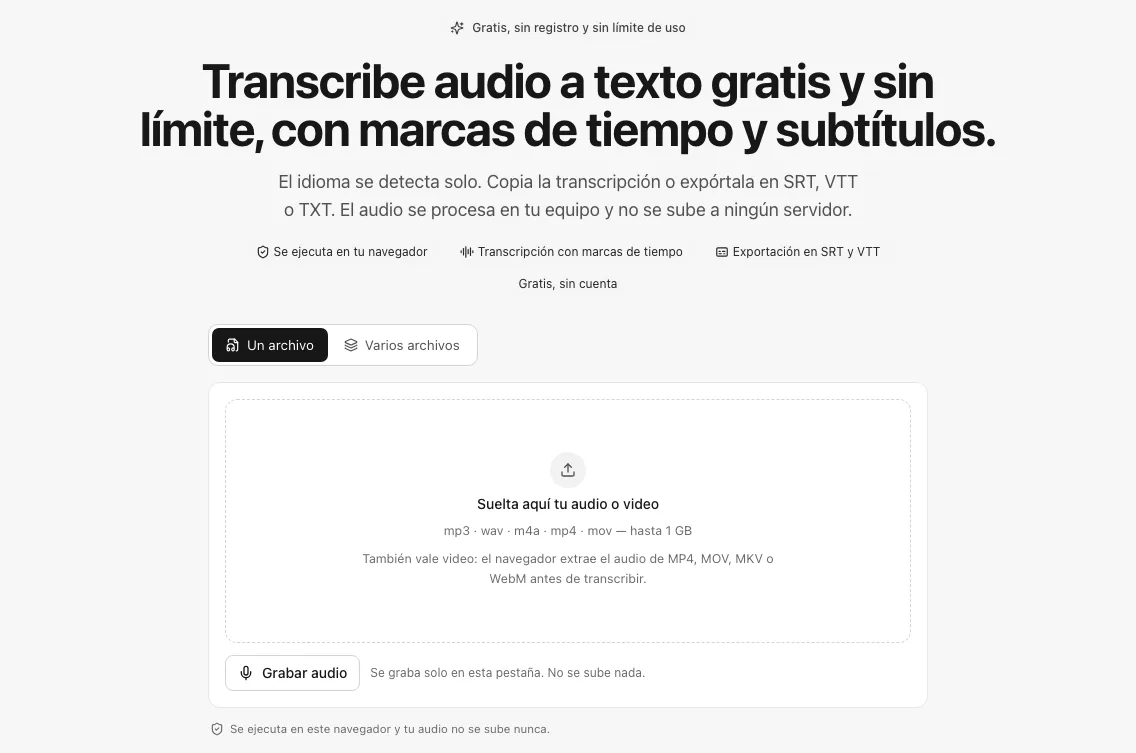 Gratis, sin registro y sin límite de uso
Transcribe audio a texto gratis y sin
límite, con marcas de tiempo y subtítulos.
El idioma se detecta solo. Copia la transcripción o expórtala en SRT, VTT
o TXT. El audio se procesa en tu equipo y no se sube a ningún servidor.
Se ejecuta en tu navegador Transcripción con marcas de tiempo Exportación en SRT y VTT
Gratis, sin cuenta
Un archivo Varios archivos
Suelta aquí tu audio o video
mp3 · wav · m4a · mp4 · mov — hasta 1 GB
También vale video: el navegador extrae el audio de MP4, MOV, MKV o
WebM antes de transcribir.
Grabar audio Se graba solo en esta pestaña. No se sube nada.
Se ejecuta en este navegador y tu audio no se sube nunca.